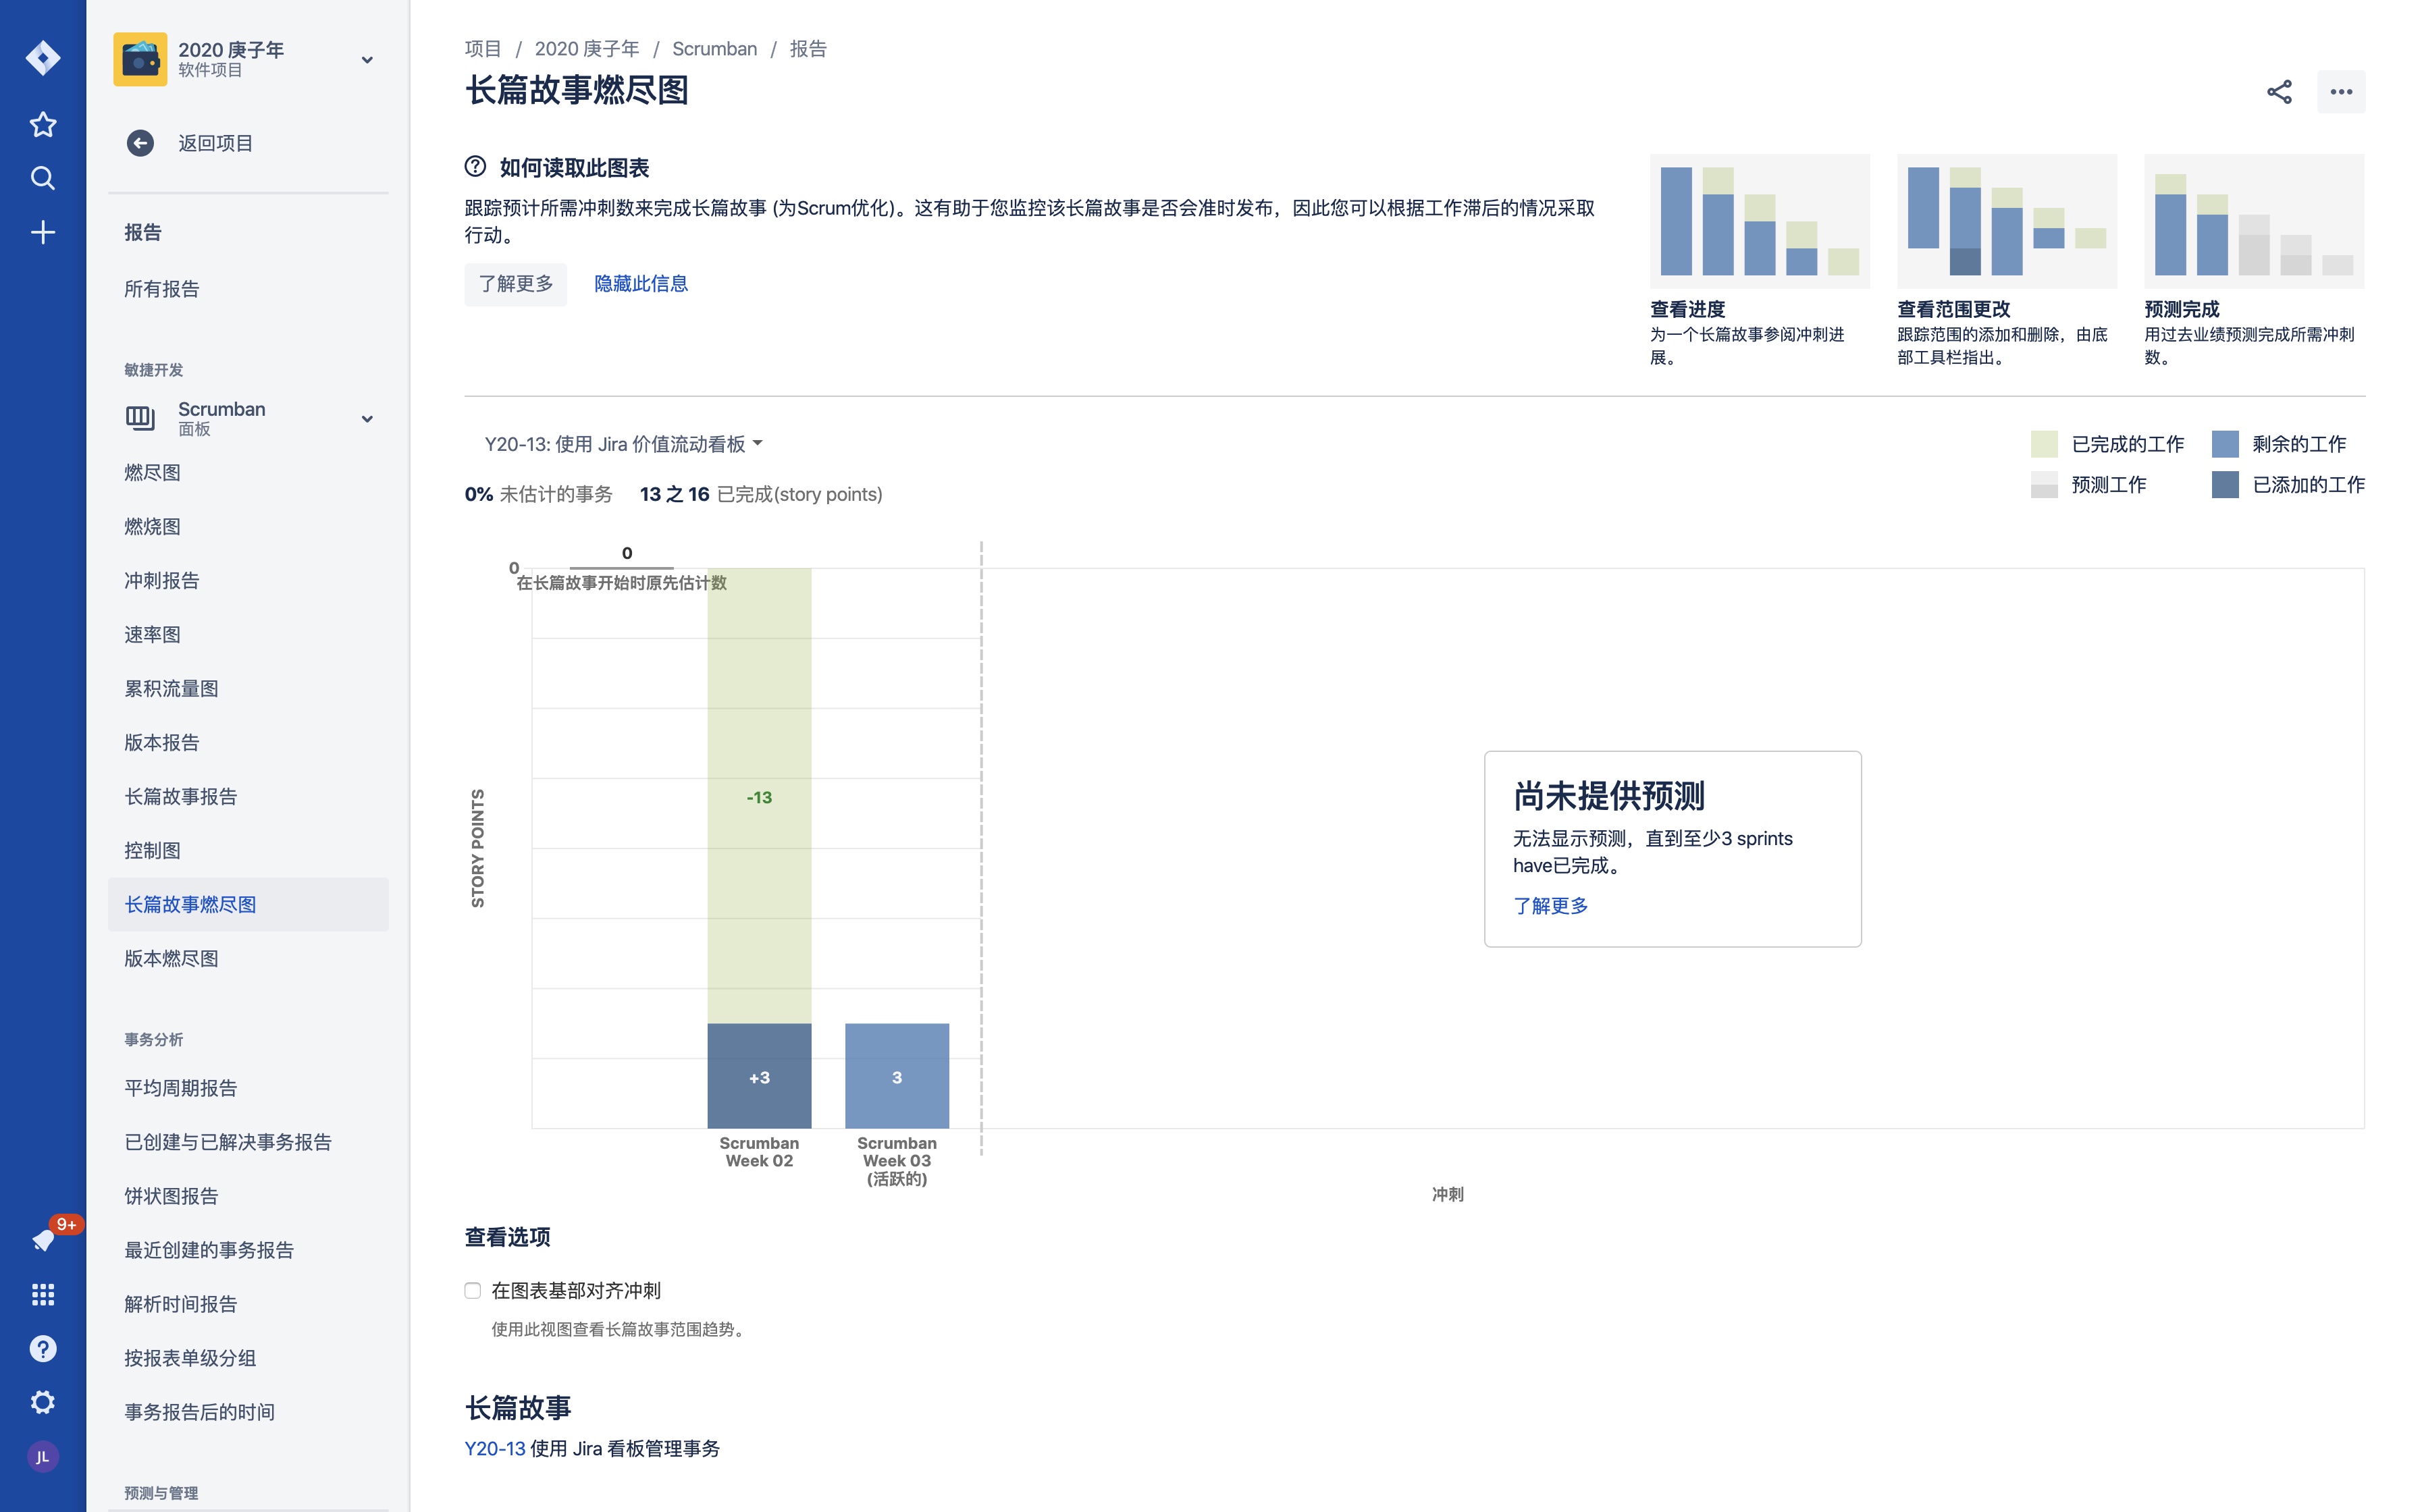 2020 庚子年
软件项目
返回项目
报告
所有报告
敏捷开发
Scrumban
面板
燃尽图
燃烧图
冲刺报告
速率图
累积流量图
版本报告
长篇故事报告
控制图
长篇故事燃尽图
版本燃尽图
事务分析
平均周期报告
已创建与已解决事务报告
饼状图报告
最近创建的事务报告
解析时间报告
按报表单级分组
事务报告后的时间
预测与管理
9+
JL
项目 / 2020 庚子年 / Scrumban / 报告
长篇故事燃尽图
如何读取此图表
跟踪预计所需冲刺数来完成长篇故事 (为Scrum优化)。这有助于您监控该长篇故事是否会准时发布，因此您可以根据工作滞后的情况采取
行动。
了解更多 隐藏此信息
查看进度
为一个长篇故事参阅冲刺进
展。
查看范围更改
跟踪范围的添加和删除，由底
部工具栏指出。
预测完成
用过去业绩预测完成所需冲刺
数。
Y20-13: 使用 Jira 价值流动看板
0% 未估计的事务 13 之 16 已完成(story points)
已完成的工作 剩余的工作
预测工作 已添加的工作
0
0
在长篇故事开始时原先估计数
STORY POINTS
-13
+3
3
Scrumban
Week 02
Scrumban
Week 03
(活跃的)
冲刺
尚未提供预测
无法显示预测，直到至少3 sprints
have已完成。
了解更多
查看选项
在图表基部对齐冲刺
使用此视图查看长篇故事范围趋势。
长篇故事
Y20-13 使用 Jira 看板管理事务